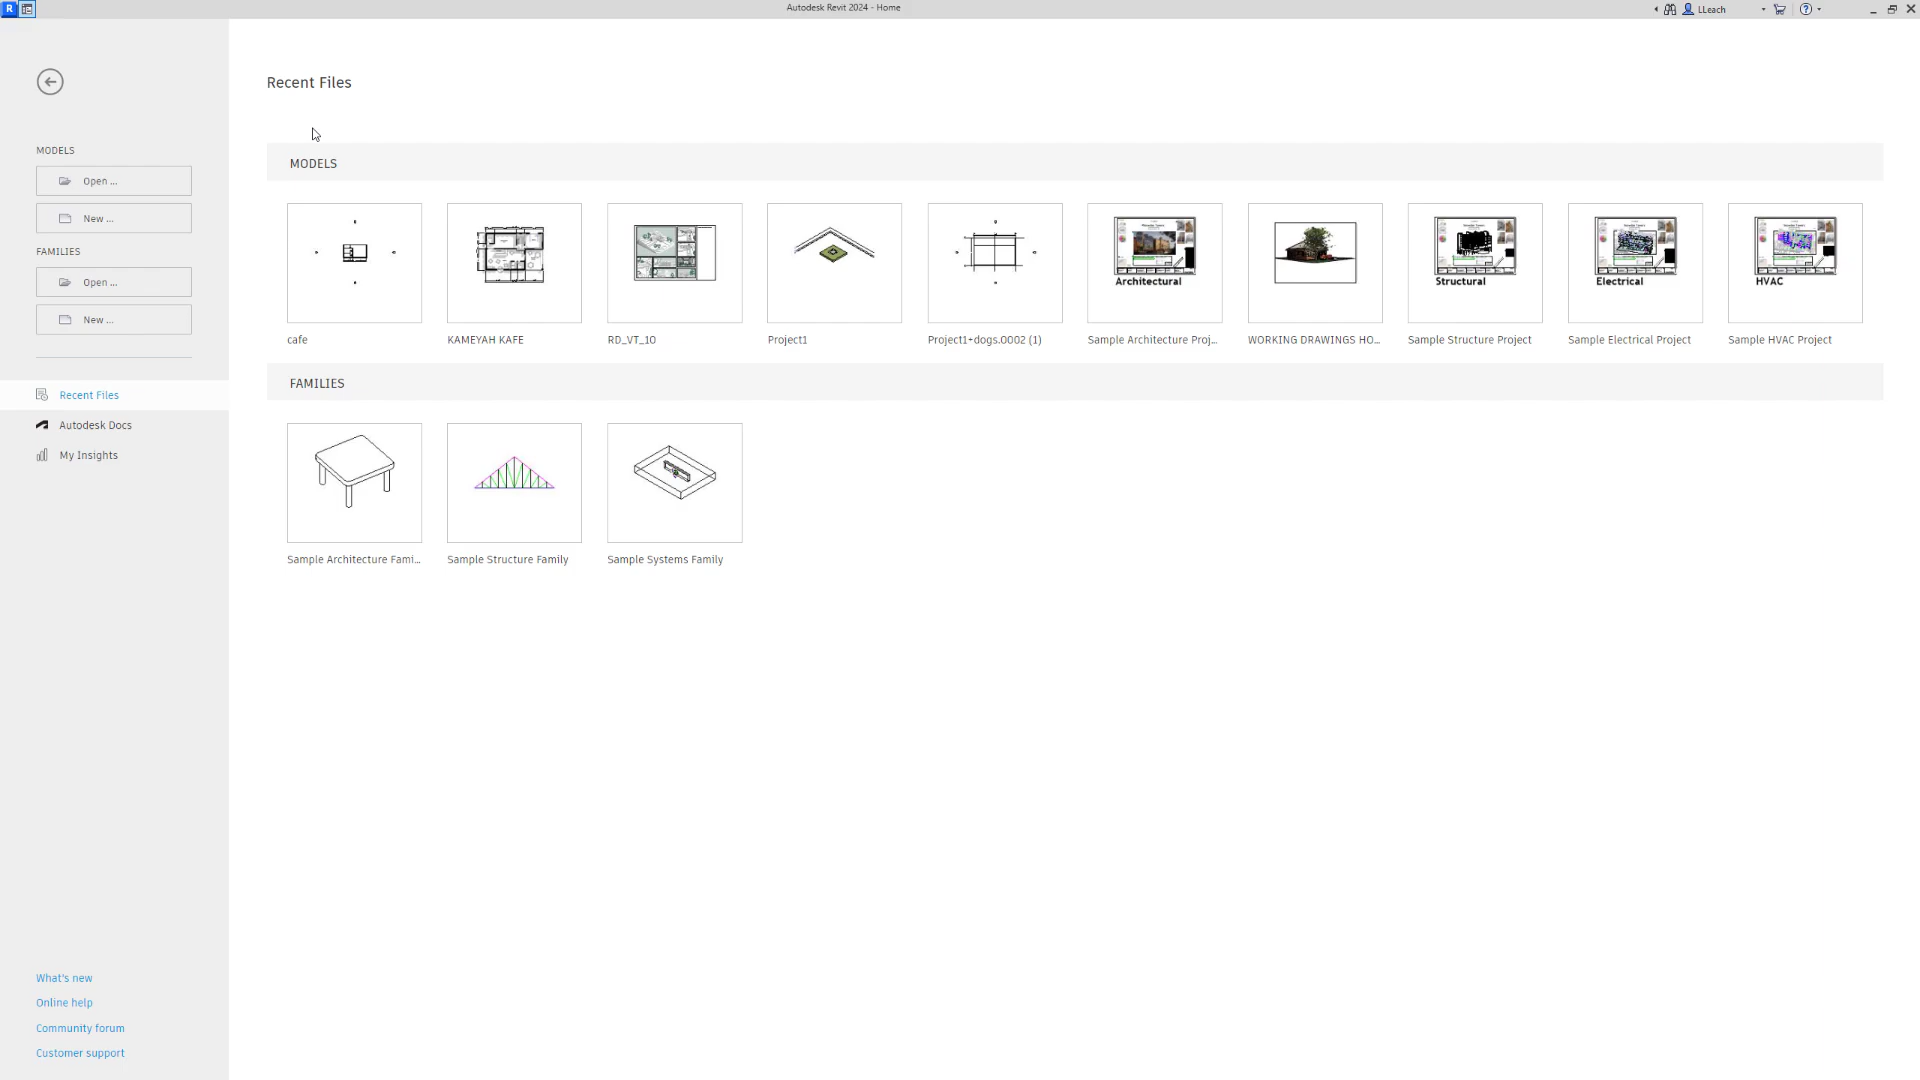 R
Autodesk Revit 2024 - Home
LLeach
Recent Files
MODELS
Open ...
New ...
FAMILIES
Open ...
New ...
Recent Files
Autodesk Docs
My Insights
What's new
Online help
Community forum
Customer support
MODELS
Architectural
Structural
Electrical
HVAC
cafe
KAMEYAH KAFE
RD_VT_10
Project1
Project1+dogs.0002 (1)
Sample Architecture Proj...
WORKING DRAWINGS HO...
Sample Structure Project
Sample Electrical Project
Sample HVAC Project
FAMILIES
Sample Architecture Fami...
Sample Structure Family
Sample Systems Family